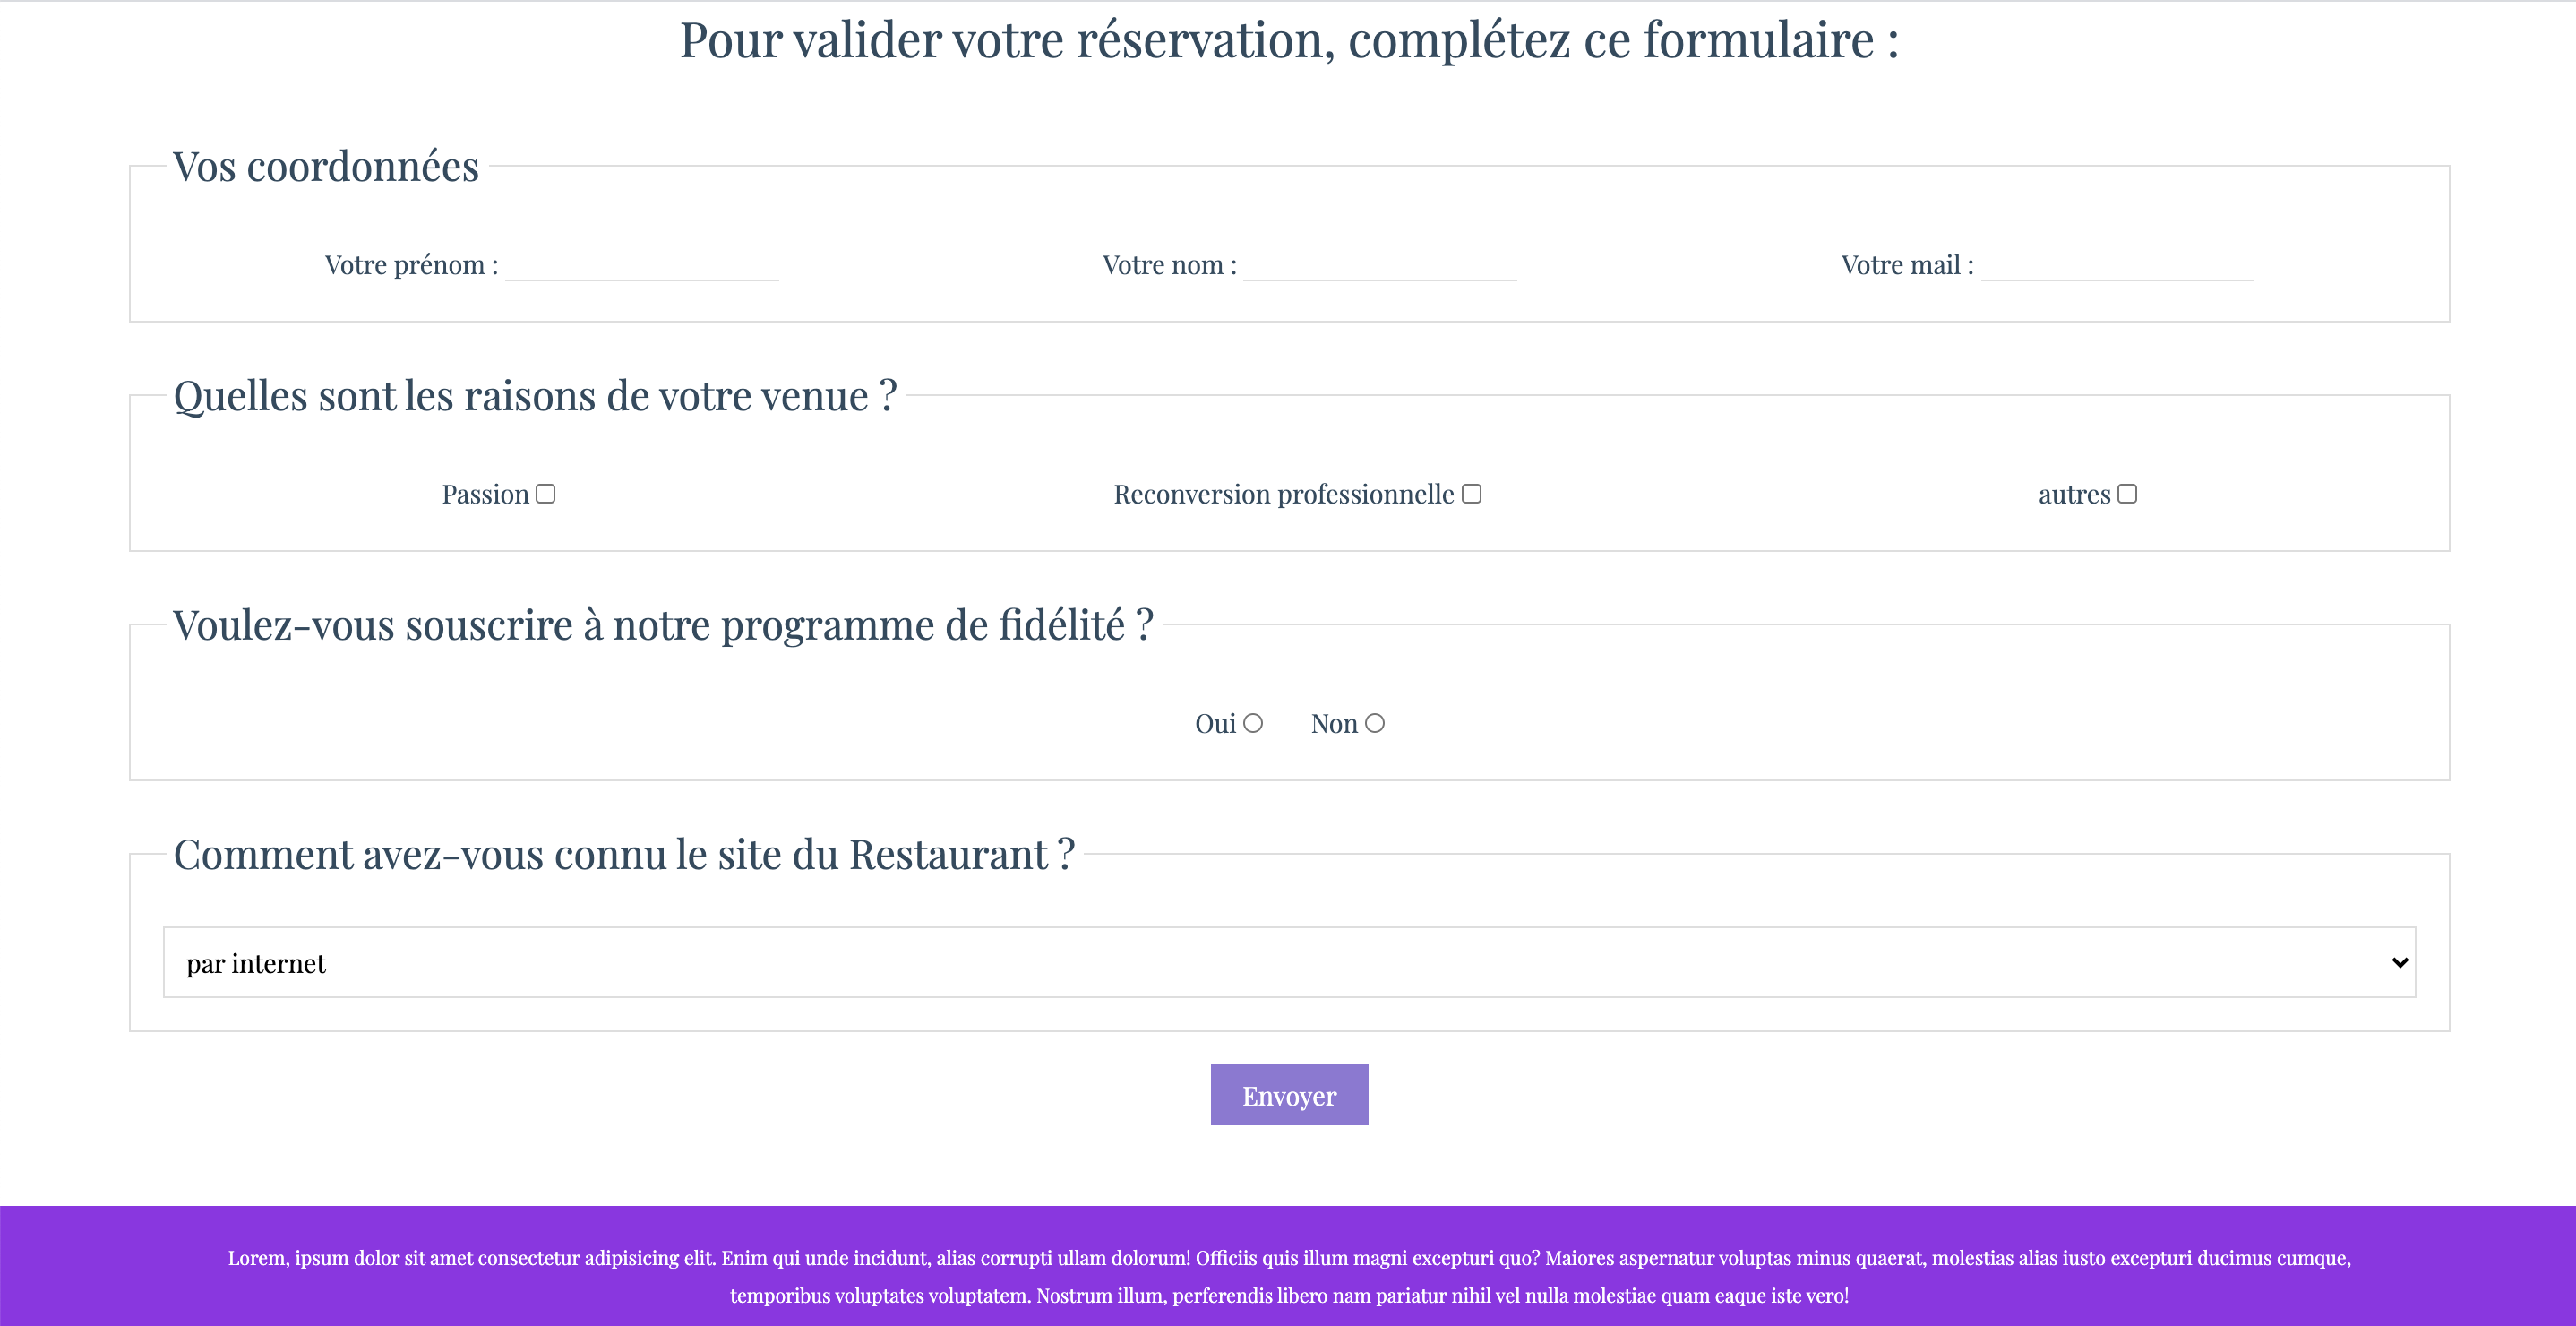 Pour valider votre réservation, complétez ce formulaire :
Vos coordonnées
Votre prénom :
Votre nom :
Votre mail :
Quelles sont les raisons de votre venue ?
Passion
Reconversion professionnelle
autres
Voulez-vous souscrire à notre programme de fidélité ?
Oui
Non
Comment avez-vous connu le site du Restaurant ?
par internet
Envoyer
Lorem, ipsum dolor sit amet consectetur adipisicing elit. Enim qui unde incidunt, alias corrupti ullam dolorum! Officiis quis illum magni excepturi quo? Maiores aspernatur voluptas minus quaerat, molestias alias iusto excepturi ducimus cumque,
temporibus voluptates voluptatem. Nostrum illum, perferendis libero nam pariatur nihil vel nulla molestiae quam eaque iste vero!